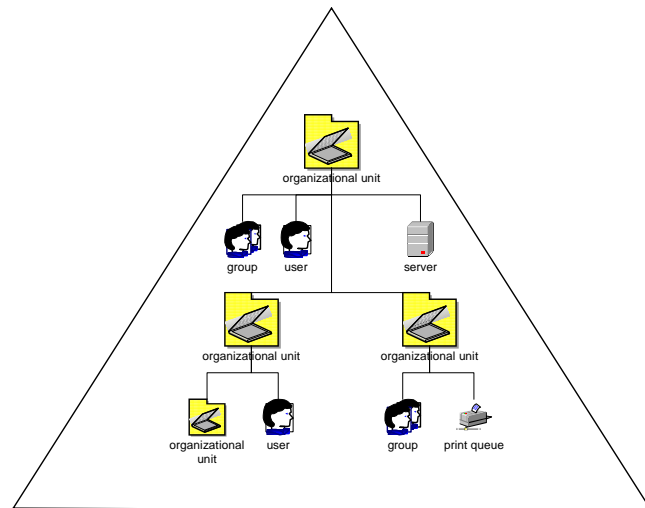 organizational unit
group user server
organizational unit organizational unit
organizational
unit
user group print queue